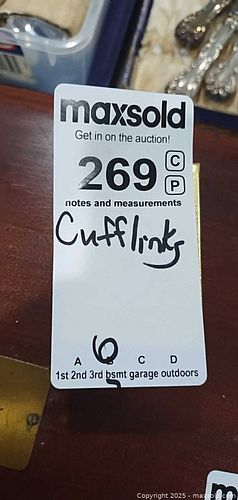 maxsold
Get in on the auction!
269 C
P
notes and measurements
Cufflinks
A C D
1st 2nd 3rd bsmt garage outdoors
Copyright 2025 - maxsold.com